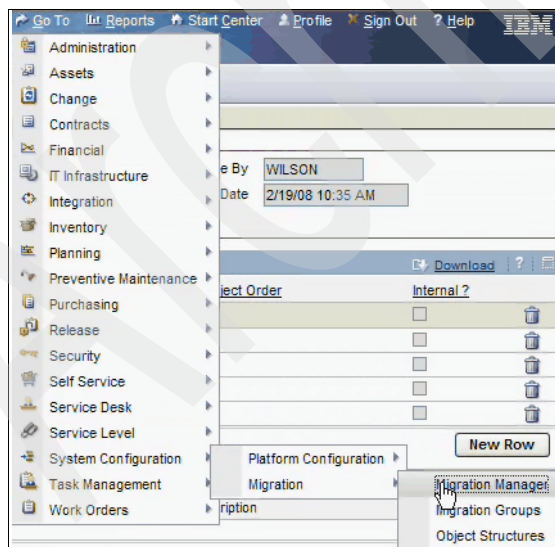 Go To Reports Start Center Profile Sign Out ? Help IBM
Administration
Assets
Change
Contracts
Financial
IT Infrastructure
Integration
Inventory
Planning
Preventive Maintenance
Purchasing
Release
Security
Self Service
Service Desk
Service Level
System Configuration
Task Management
Work Orders
e By WILSON
Date 2/19/08 10:35 AM
Download ?
ject Order Internal ?
New Row
Platform Configuration
Migration
ription
Migration Manager
Migration Groups
Object Structures